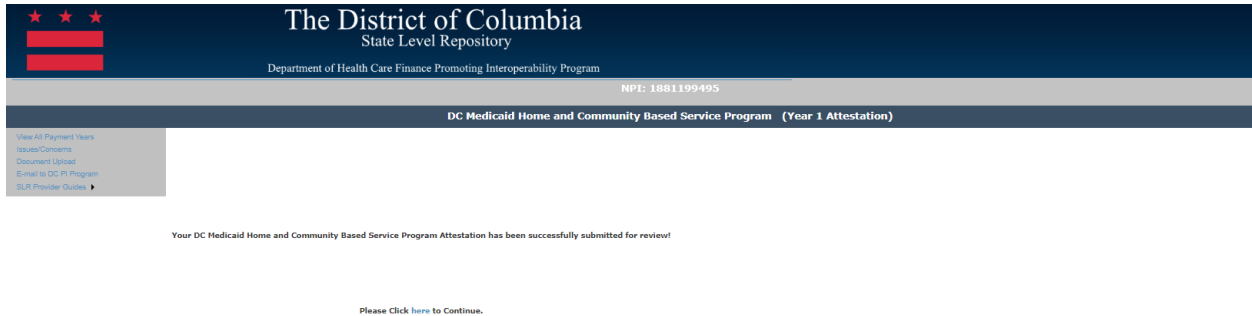 The District of Columbia
State Level Repository
Department of Health Care Finance Promoting Interoperability Program
NPI: 1881199495
DC Medicaid Home and Community Based Service Program (Year 1 Attestation)
View All Payment Years
Issues/Concerns
Document Upload
E-mail to DC PI Program
SLR Provider Guides
Your DC Medicaid Home and Community Based Service Program Attestation has been successfully submitted for review!
Please Click here to Continue.